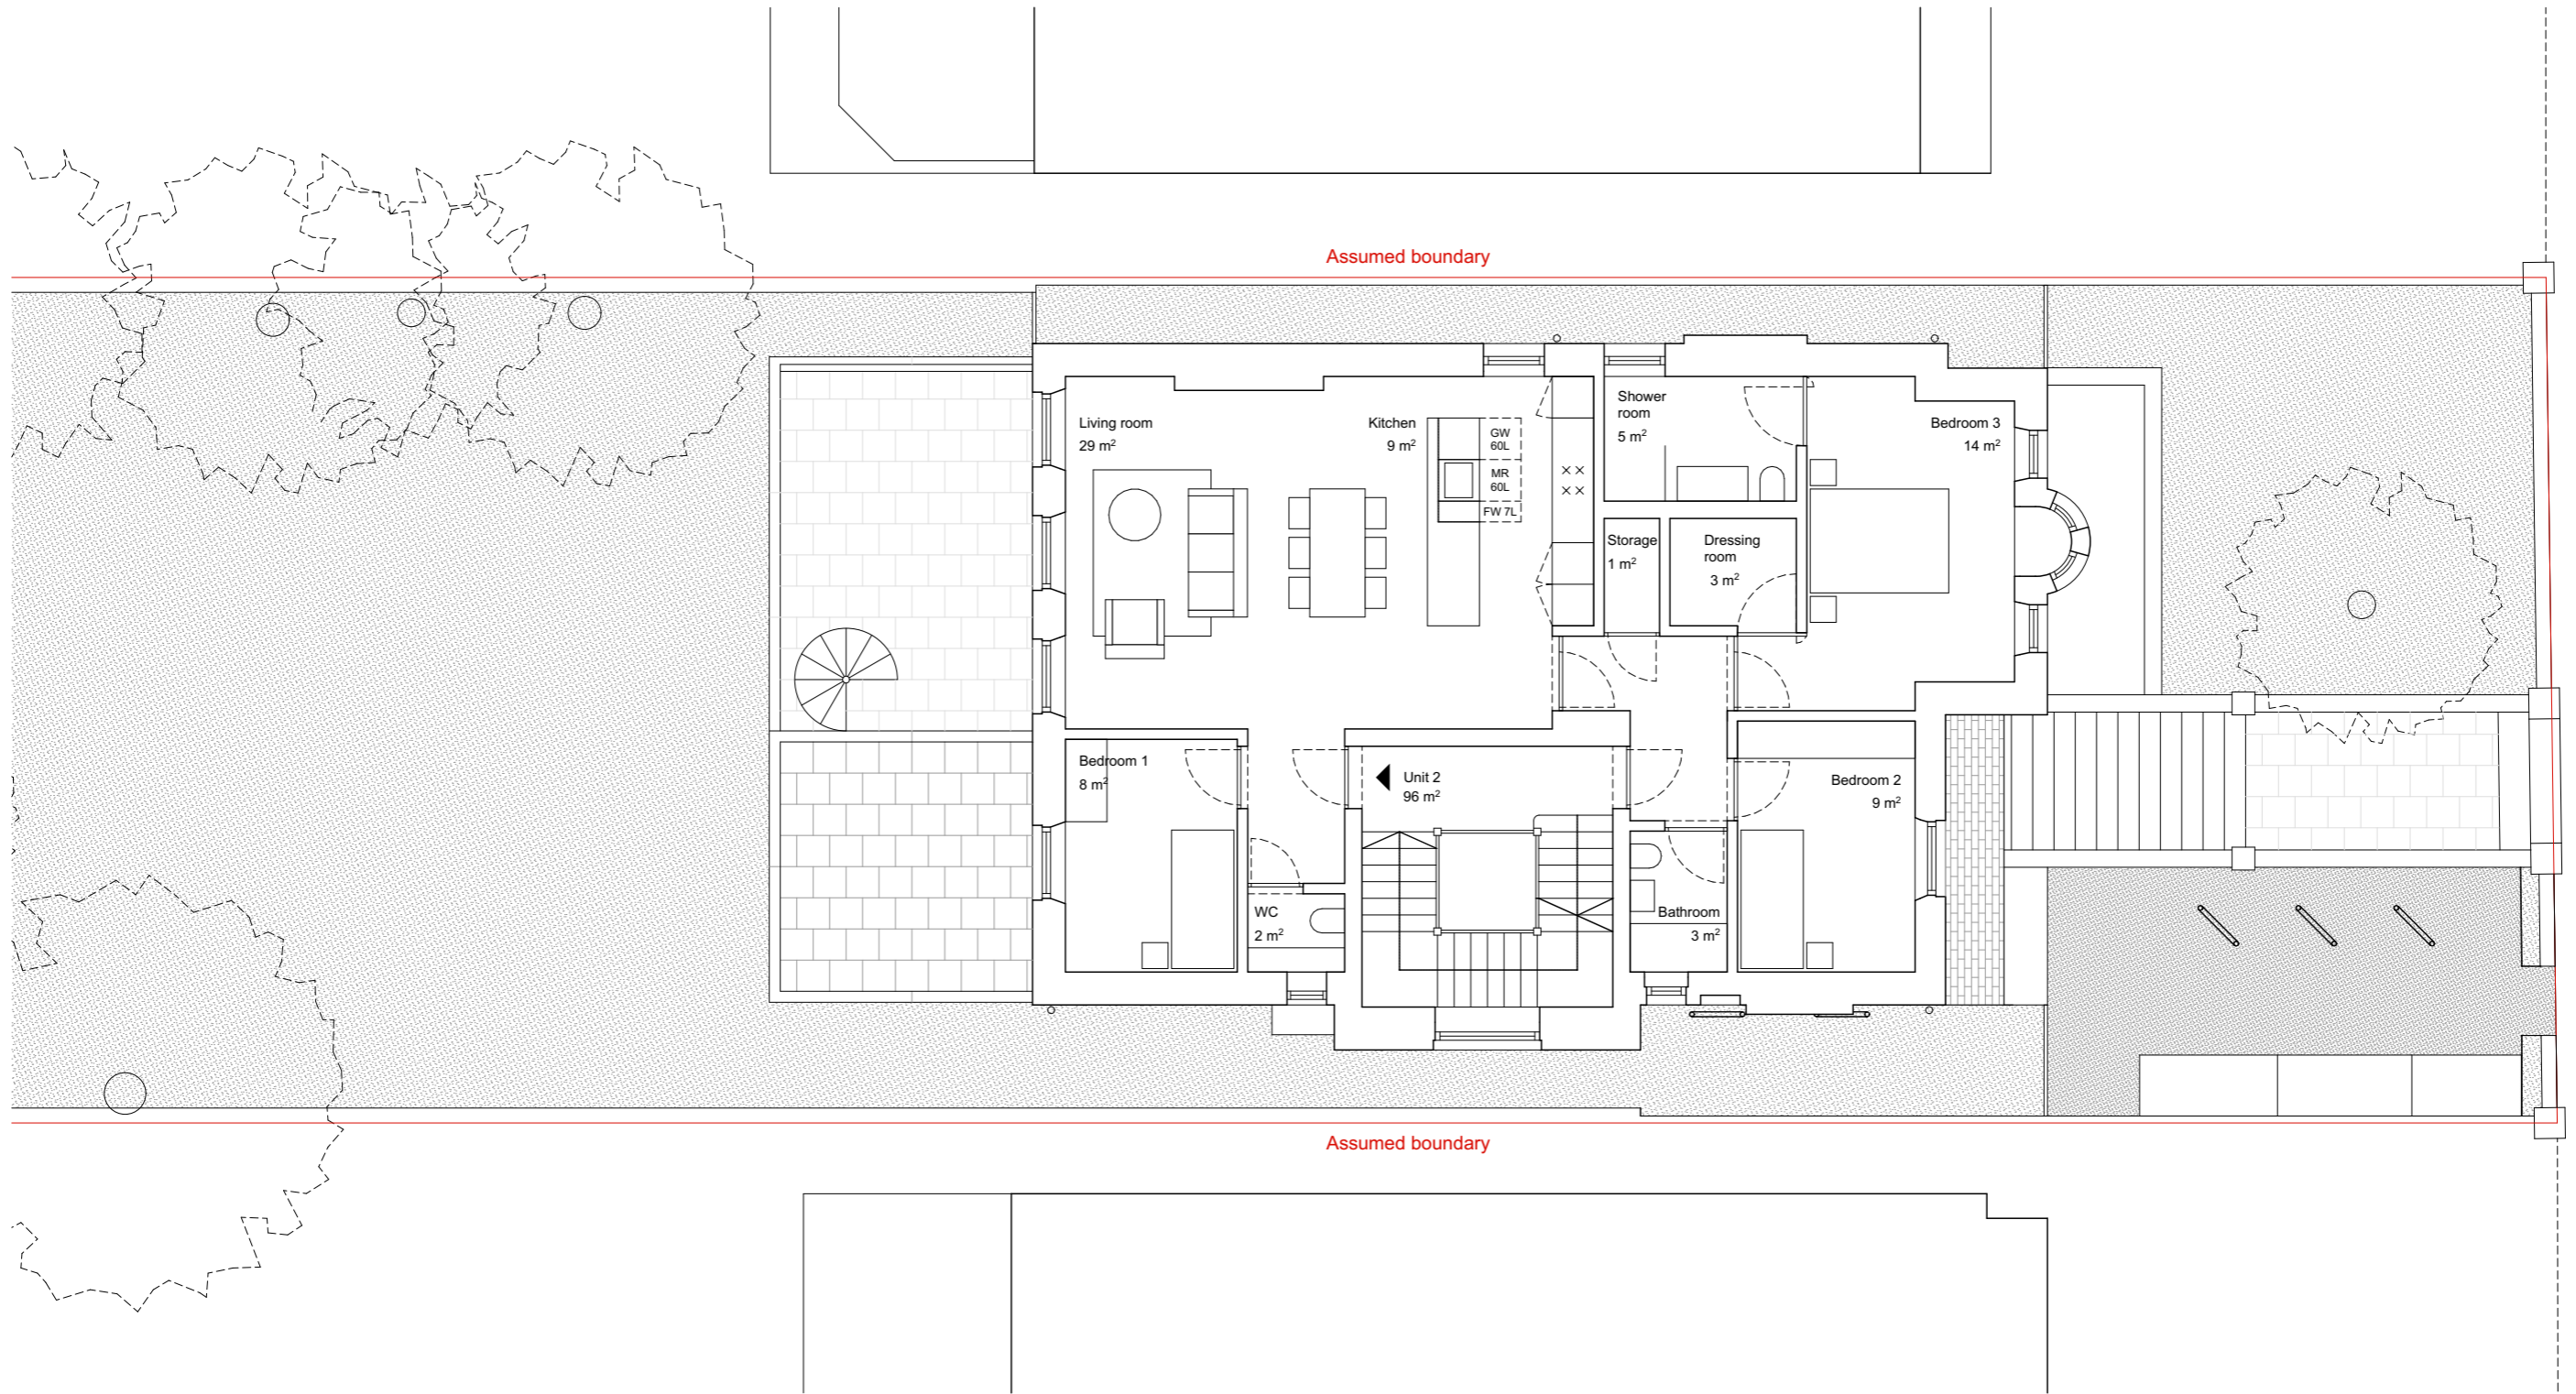 Assumed boundary
Living room
29 m²
Kitchen
9 m²
GW
60L
MR
60L
FW 7L
Shower
room
5 m²
Bedroom 3
14 m²
Storage
1 m²
Dressing
room
3 m²
Bedroom 1
8 m²
Unit 2
96 m²
Bedroom 2
9 m²
WC
2 m²
Bathroom
3 m²
Assumed boundary